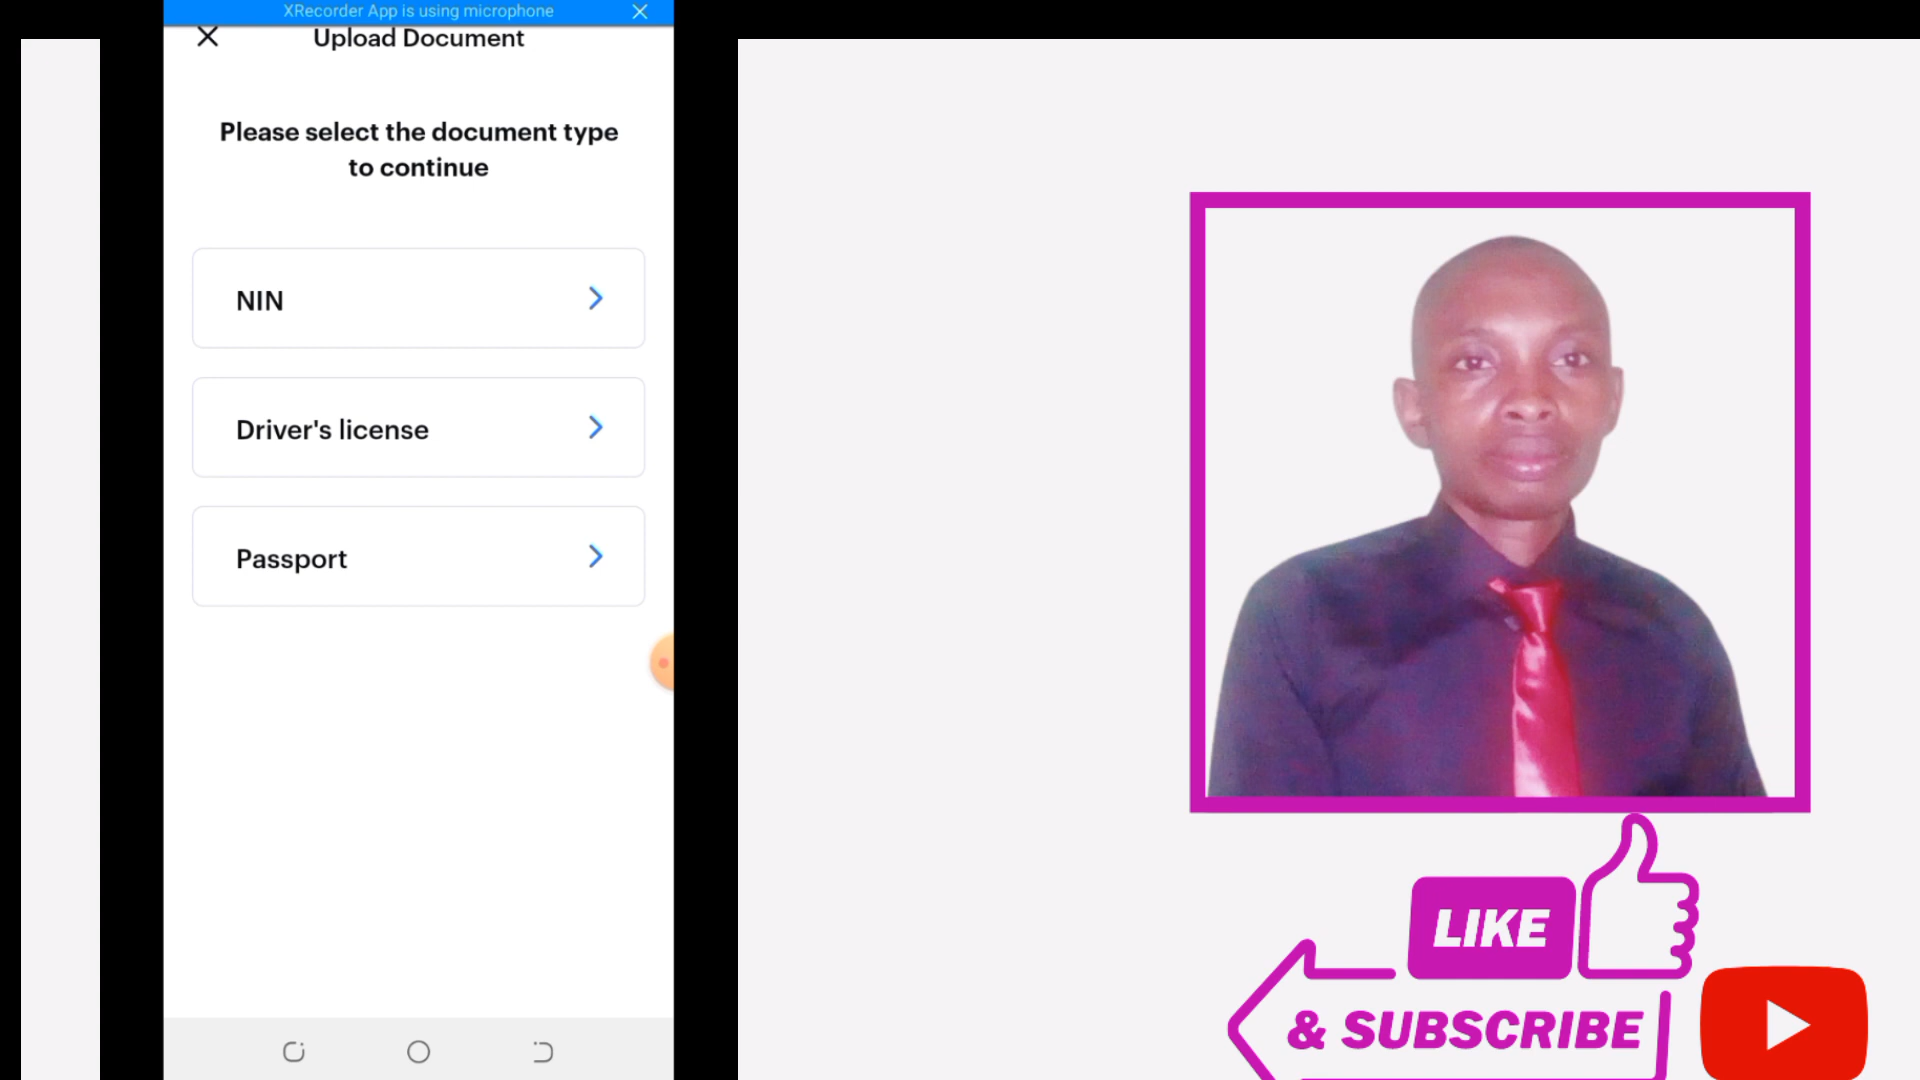 XRecorder App is using microphone
Upload Document
Please select the document type
to continue
NIN
Driver's license
Passport
LIKE
& SUBSCRIBE